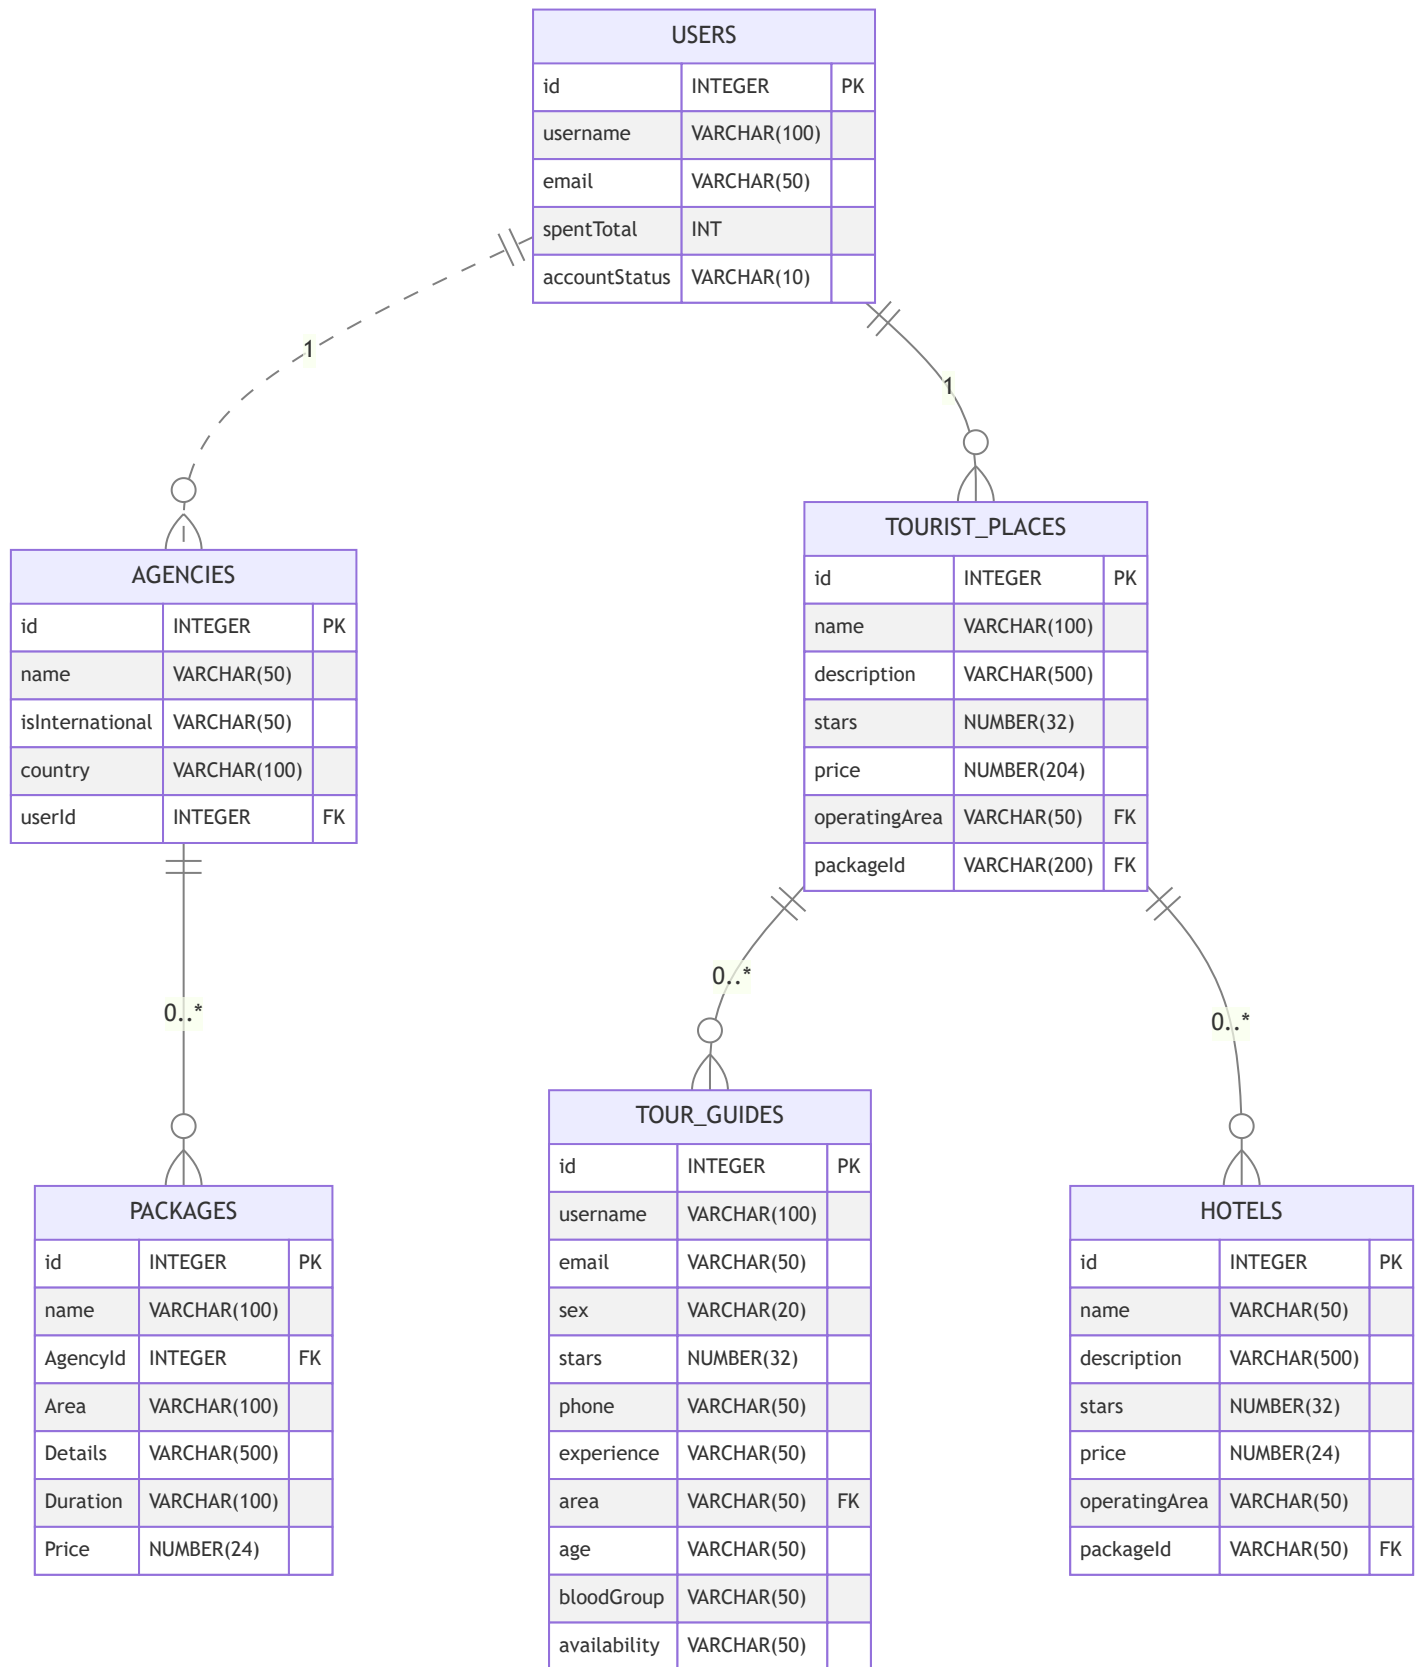 USERS
id INTEGER PK
username VARCHAR(100)
email VARCHAR(50)
spentTotal INT
accountStatus VARCHAR(10)
1
1
AGENCIES
id INTEGER PK
name VARCHAR(50)
isInternational VARCHAR(50)
country VARCHAR(100)
userId INTEGER FK
TOURIST_PLACES
id INTEGER PK
name VARCHAR(100)
description VARCHAR(500)
stars NUMBER(32)
price NUMBER(204)
operatingArea VARCHAR(50) FK
packageId VARCHAR(200) FK
0..*
0..*
0..*
PACKAGES
id INTEGER PK
name VARCHAR(100)
AgencyId INTEGER FK
Area VARCHAR(100)
Details VARCHAR(500)
Duration VARCHAR(100)
Price NUMBER(24)
TOUR_GUIDES
id INTEGER PK
username VARCHAR(100)
email VARCHAR(50)
sex VARCHAR(20)
stars NUMBER(32)
phone VARCHAR(50)
experience VARCHAR(50)
area VARCHAR(50) FK
age VARCHAR(50)
bloodGroup VARCHAR(50)
availability VARCHAR(50)
HOTELS
id INTEGER PK
name VARCHAR(50)
description VARCHAR(500)
stars NUMBER(32)
price NUMBER(24)
operatingArea VARCHAR(50)
packageId VARCHAR(50) FK